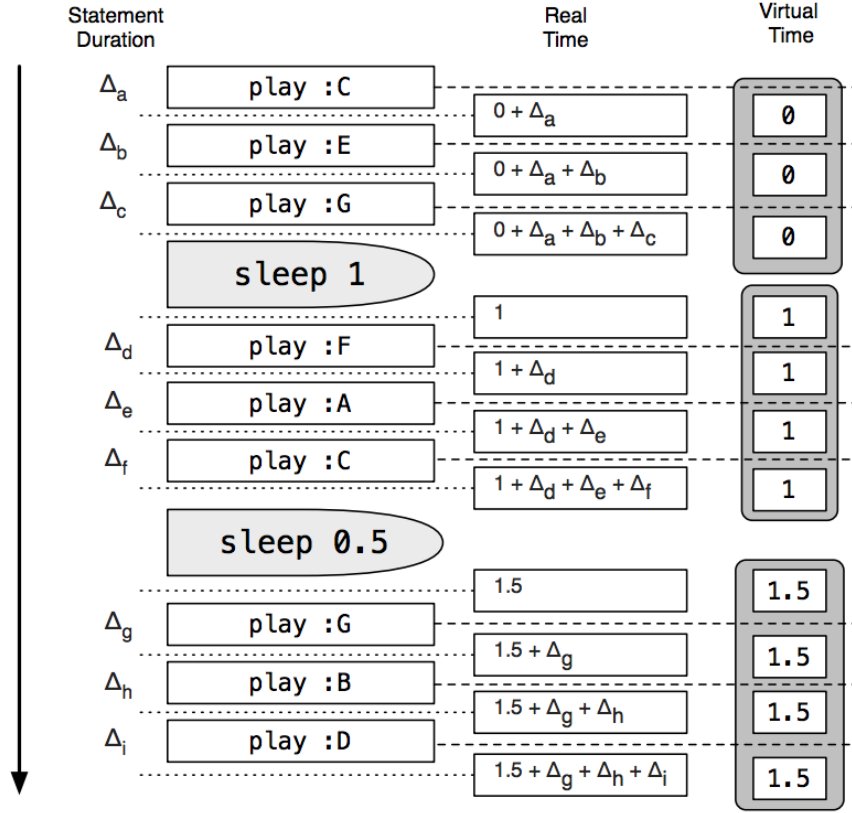 Statement Duration
Real Time
Virtual Time
Δa
play :C
0 + Δa
0
Δb
play :E
0 + Δa + Δb
0
Δc
play :G
0 + Δa + Δb + Δc
0
sleep 1
1
1
Δd
play :F
1 + Δd
1
Δe
play :A
1 + Δd + Δe
1
Δf
play :C
1 + Δd + Δe + Δf
1
sleep 0.5
1.5
1.5
Δg
play :G
1.5 + Δg
1.5
Δh
play :B
1.5 + Δg + Δh
1.5
Δi
play :D
1.5 + Δg + Δh + Δi
1.5